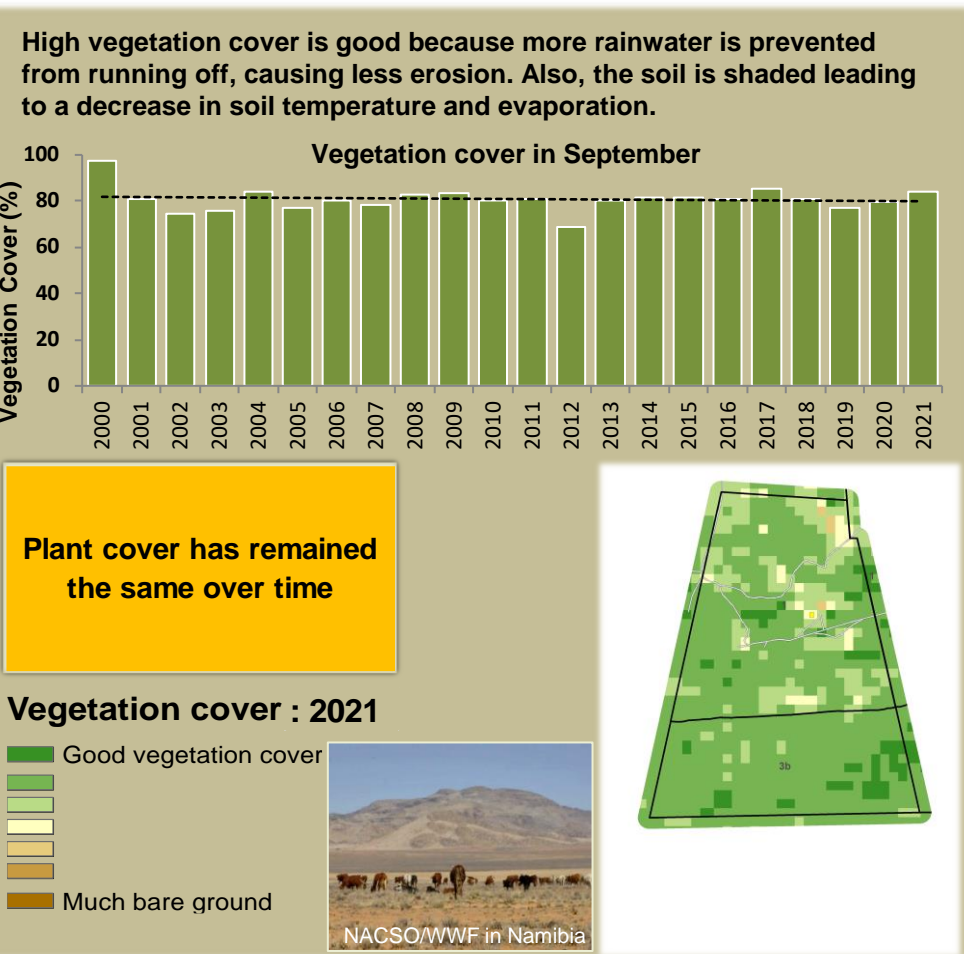 High vegetation cover is good because more rainwater is prevented
from running off, causing less erosion. Also, the soil is shaded leading
to a decrease in soil temperature and evaporation.
Vegetation cover in September
Vegetation Cover (%)
100
80
60
40
20
0
2000 2001 2002 2003 2004 2005 2006 2007 2008 2009 2010 2011 2012 2013 2014 2015 2016 2017 2018 2019 2020 2021
Plant cover has remained
the same over time
Vegetation cover : 2021
Good vegetation cover
Much bare ground
NACSO/WWF in Namibia
3b